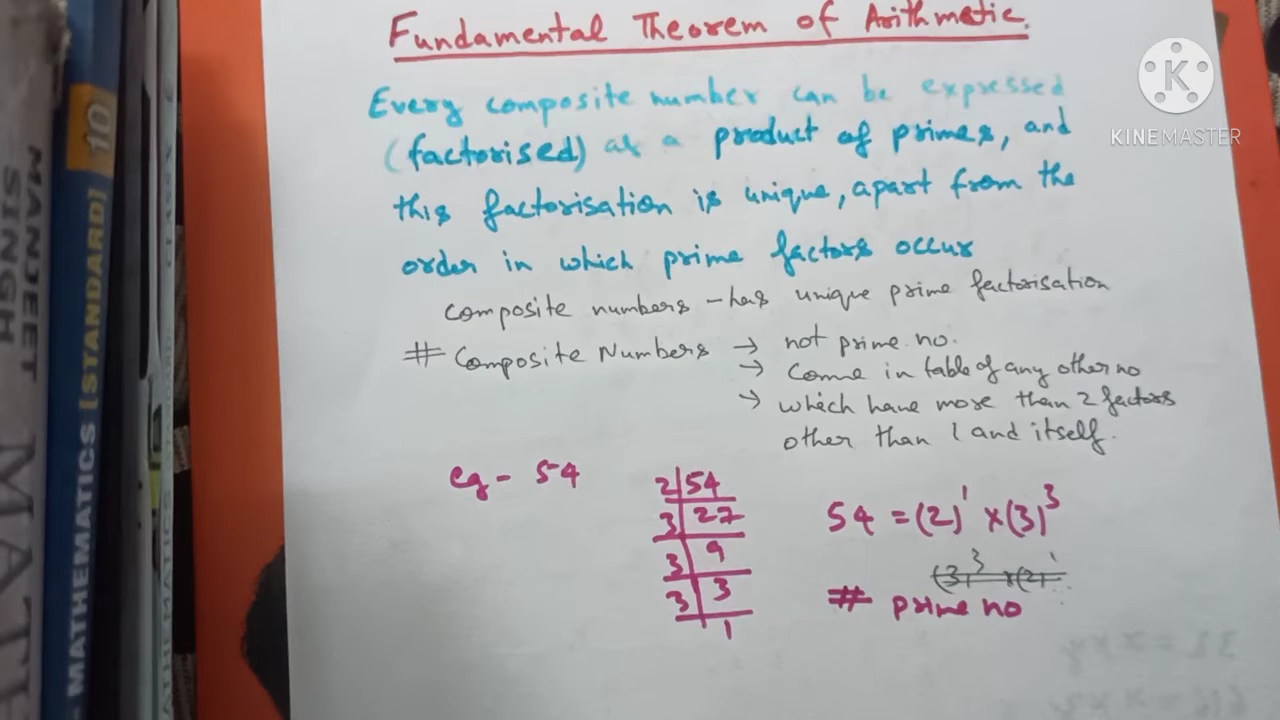 Fundamental Theorem of Arithmetic.
Every composite number can be expressed
(factorised) as a product of primes, and
this factorisation is unique, apart from the
order in which prime factors occur
composite numbers - has unique prime factorisation
# Composite Numbers → not prime no.
→ Come in table of any other no
→ which have more than 2 factors
other than 1 and itself.
eg - 54
2 54
3 27
3 9
3 3
1
54 = (2)¹ × (3)³
(3)³ × (2)¹
# prime no
K
KINEMASTER
MANJEET SINGH
MATHEMATICS [STANDARD] 10